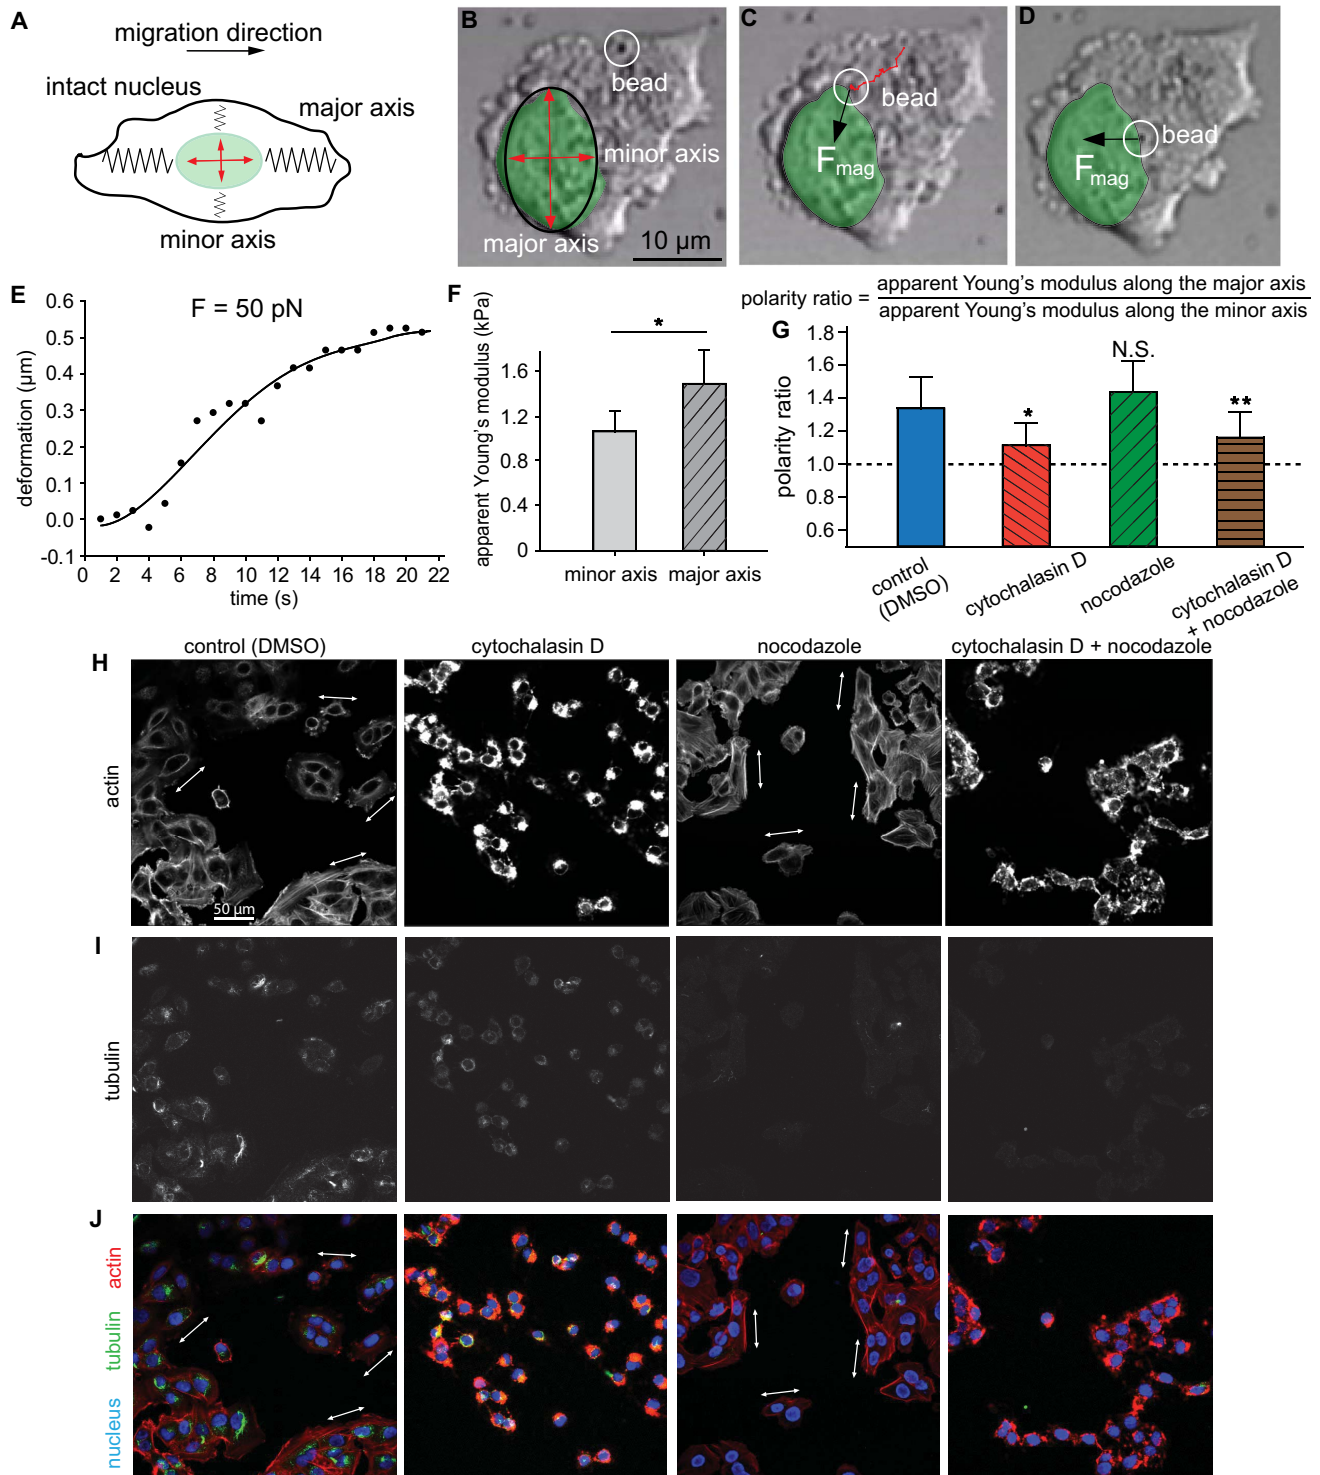 A
migration direction
intact nucleus
major axis
minor axis
B
bead
minor axis
major axis
10 µm
C
bead
Fmag
D
bead
Fmag
E
F = 50 pN
deformation (µm)
0.6
0.5
0.4
0.3
0.2
0.1
0.0
-0.1
0 2 4 6 8 10 12 14 16 18 20 22
time (s)
F
apparent Young's modulus (kPa)
*
1.6
1.2
0.8
0.4
0
minor axis major axis
polarity ratio = apparent Young's modulus along the major axis
apparent Young's modulus along the minor axis
G
polarity ratio
1.8
1.6
1.4
1.2
1.0
0.8
0.6
*
N.S.
**
control
(DMSO)
cytochalasin D
nocodazole
cytochalasin D
+ nocodazole
H
control (DMSO)
cytochalasin D
nocodazole
cytochalasin D + nocodazole
actin
50 µm
I
tubulin
J
actin
tubulin
nucleus